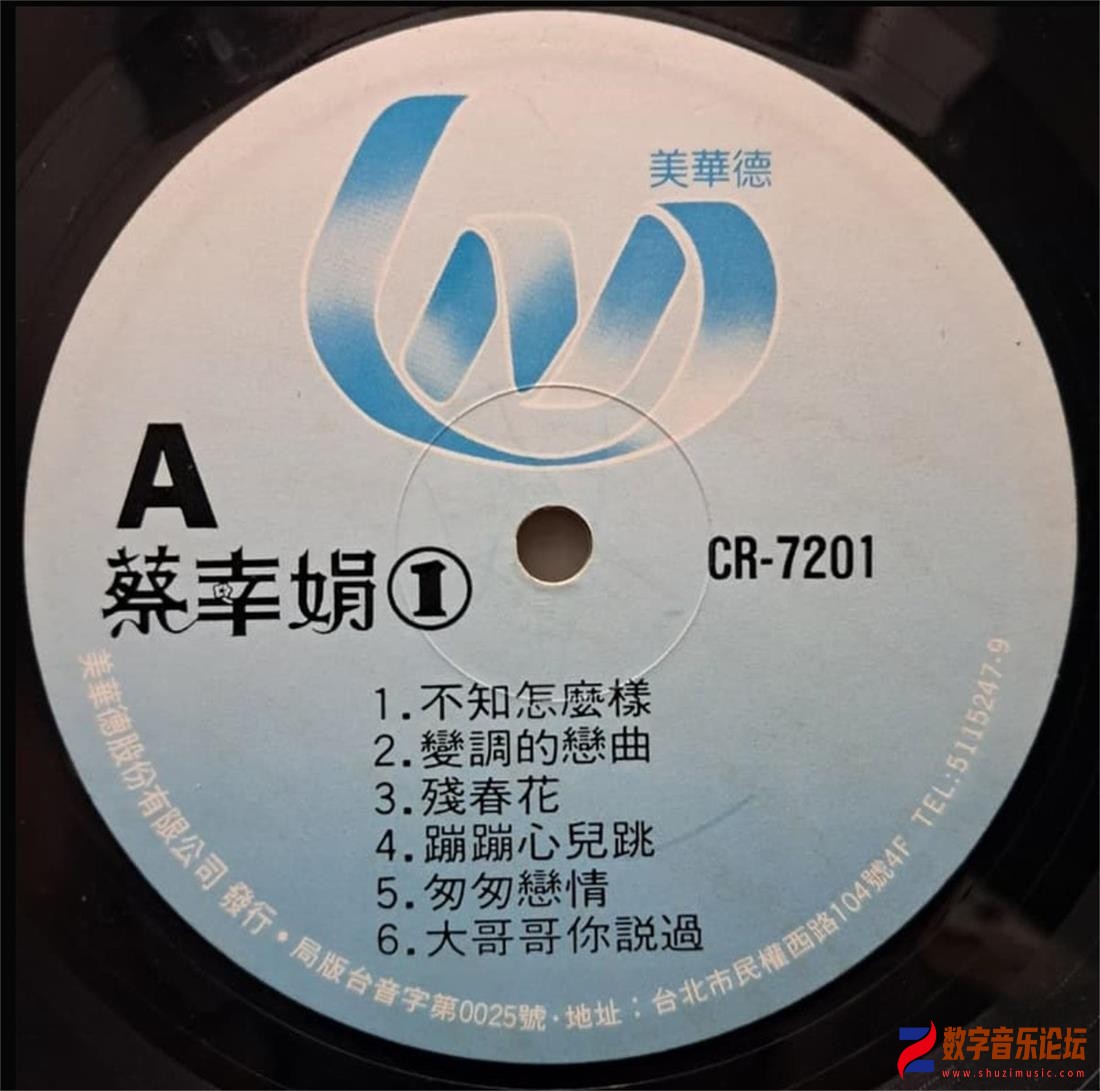 美華德
A
蔡幸娟①
CR-7201
1.不知怎麼樣
2.變調的戀曲
3.殘春花
4.蹦蹦心兒跳
5.匆匆戀情
6.大哥哥你説過
美華德股份有限公司 發行・局版台音字第0025號・地址：台北市民權西路104號4F TEL:5115247-9
数字音乐论坛
www.shuzimusic.com